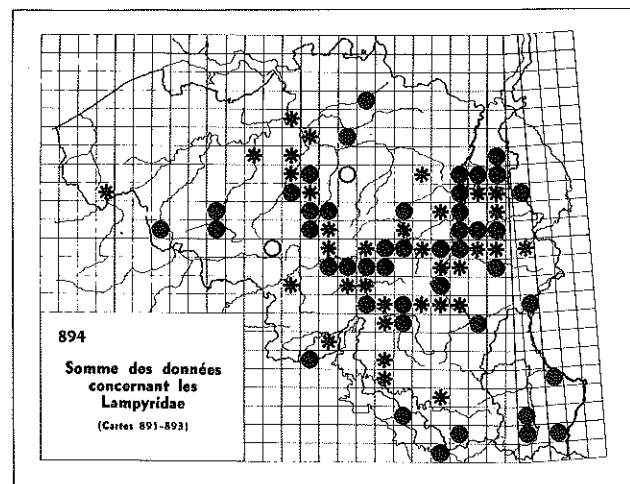 894
Somme des données
concernant les
Lampyridae
(Cartes 891-893)